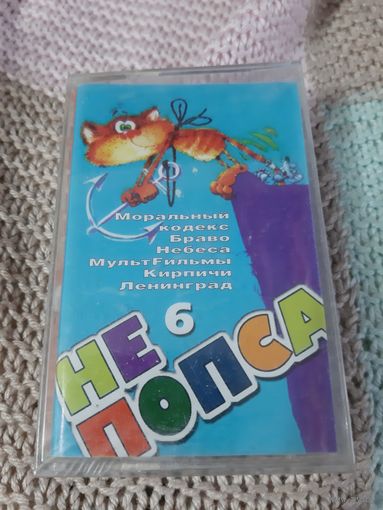 Моральный
кодекс
Браво
Небеса
МультFильмы
Кирпичи
Ленинград
6
НЕ
ПОПСА